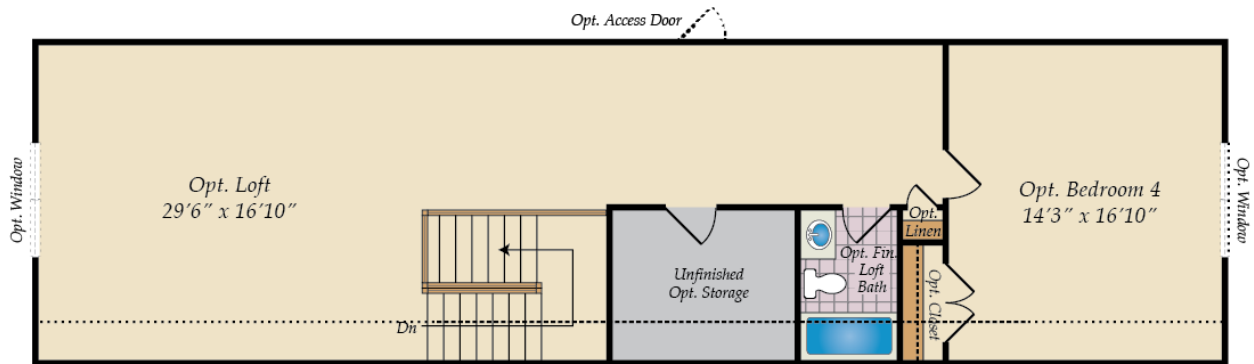 Opt. Access Door
Opt. Window
Opt. Loft
29'6" x 16'10"
Dn
Unfinished
Opt. Storage
Opt. Fin.
Loft
Bath
Opt.
Linen
Opt. Closet
Opt. Bedroom 4
14'3" x 16'10"
Opt. Window